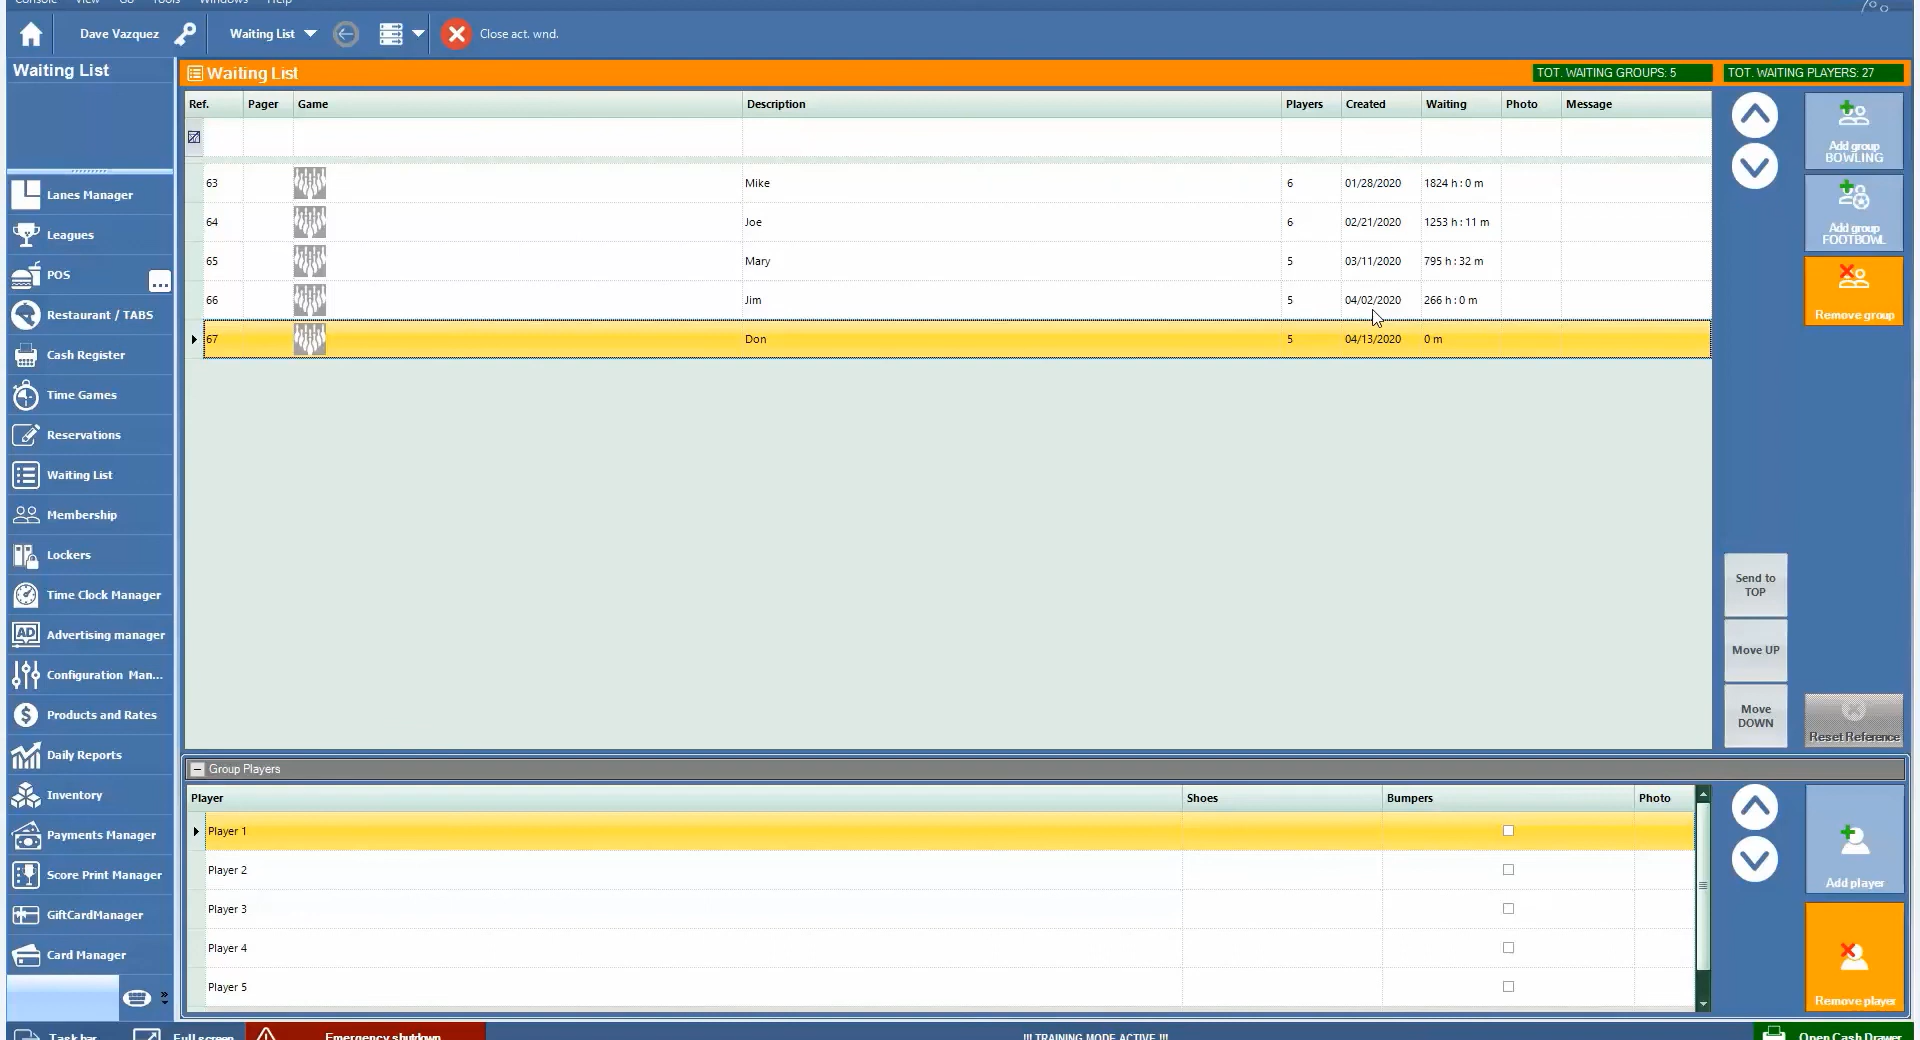 Console View Go Tools Windows Help
Dave Vazquez Waiting List Close act. wnd.
Waiting List
Waiting List TOT. WAITING GROUPS: 5 TOT. WAITING PLAYERS: 27
Ref. Pager Game Description Players Created Waiting Photo Message
63 Mike 6 01/28/2020 1824 h : 0 m
64 Joe 6 02/21/2020 1253 h : 11 m
65 Mary 5 03/11/2020 795 h : 32 m
66 Jim 5 04/02/2020 266 h : 0 m
67 Don 5 04/13/2020 0 m
Add group
BOWLING
Add group
FOOTBOWL
Remove group
Lanes Manager
Leagues
POS
...
Restaurant / TABS
Cash Register
Time Games
Reservations
Waiting List
Membership
Lockers
Time Clock Manager
AD Advertising manager
Configuration Man...
$ Products and Rates
Daily Reports
Inventory
Payments Manager
Score Print Manager
GiftCardManager
Card Manager
Send to
TOP
Move UP
Move
DOWN
Reset Reference
Group Players
Player Shoes Bumpers Photo
Player 1
Player 2
Player 3
Player 4
Player 5
Add player
Remove player
Task bar Full screen Emergency shutdown !!! TRAINING MODE ACTIVE !!! Open Cash Drawer